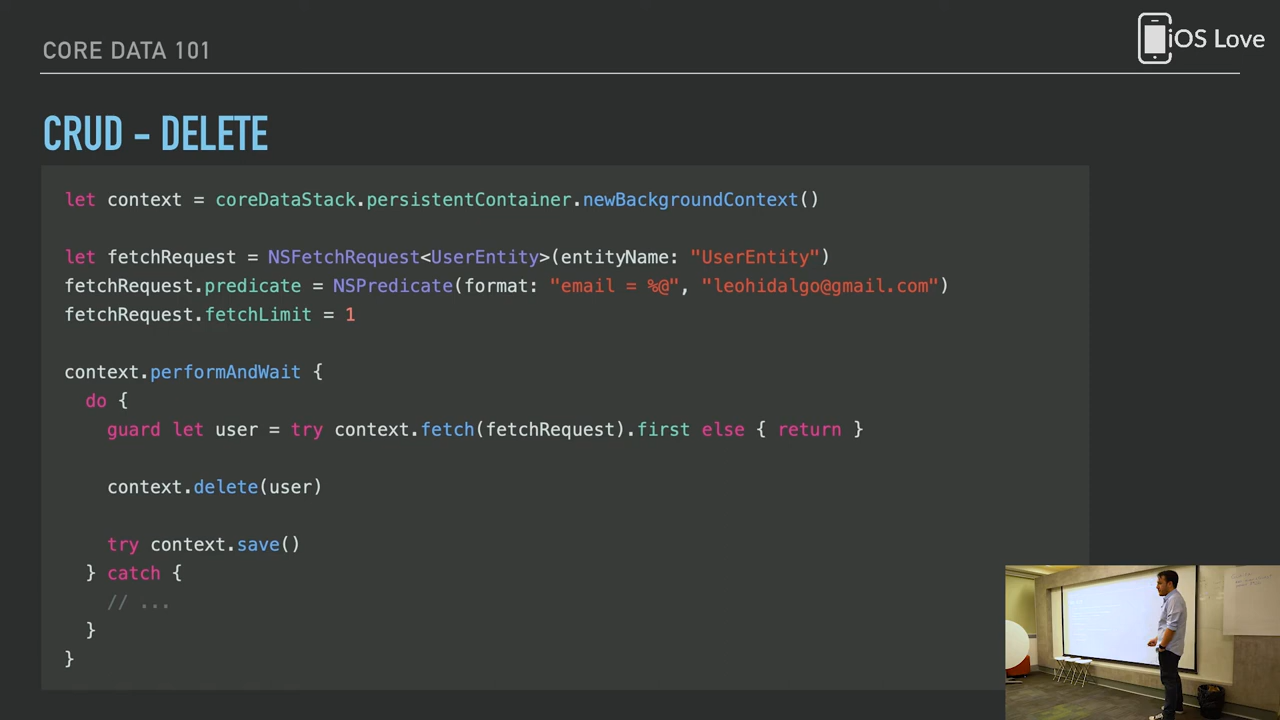 CORE DATA 101
iOS Love
CRUD - DELETE
let context = coreDataStack.persistentContainer.newBackgroundContext()
let fetchRequest = NSFetchRequest<UserEntity>(entityName: "UserEntity")
fetchRequest.predicate = NSPredicate(format: "email = %@", "leohidalgo@gmail.com")
fetchRequest.fetchLimit = 1
context.performAndWait {
do {
guard let user = try context.fetch(fetchRequest).first else { return }
context.delete(user)
try context.save()
} catch {
// ...
}
}